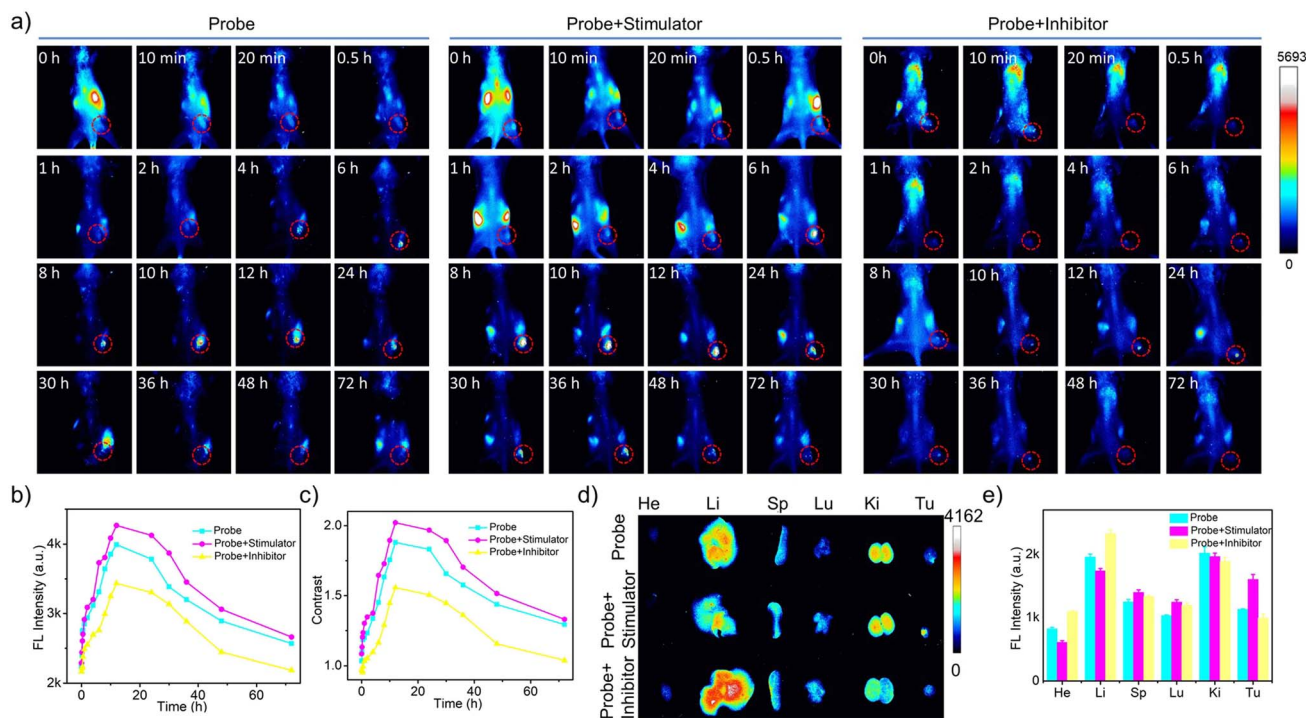 a)
Probe
Probe+Stimulator
Probe+Inhibitor
0 h 10 min 20 min 0.5 h
0 h 10 min 20 min 0.5 h
0h 10 min 20 min 0.5 h
5693
0
1 h 2 h 4 h 6 h
1 h 2 h 4 h 6 h
1 h 2 h 4 h 6 h
8 h 10 h 12 h 24 h
8 h 10 h 12 h 24 h
8 h 10 h 12 h 24 h
30 h 36 h 48 h 72 h
30 h 36 h 48 h 72 h
30 h 36 h 48 h 72 h
b)
FL Intensity (a.u.)
4k
3k
2k
Probe
Probe+Stimulator
Probe+Inhibitor
0 20 40 60
Time (h)
c)
Contrast
2.0
1.5
1.0
Probe
Probe+Stimulator
Probe+Inhibitor
0 20 40 60
Time (h)
d)
He Li Sp Lu Ki Tu
Probe
Probe+
Stimulator
Probe+
Inhibitor
4162
0
e)
FL Intensity (a.u.)
2k
1k
0
Probe
Probe+Stimulator
Probe+Inhibitor
He Li Sp Lu Ki Tu